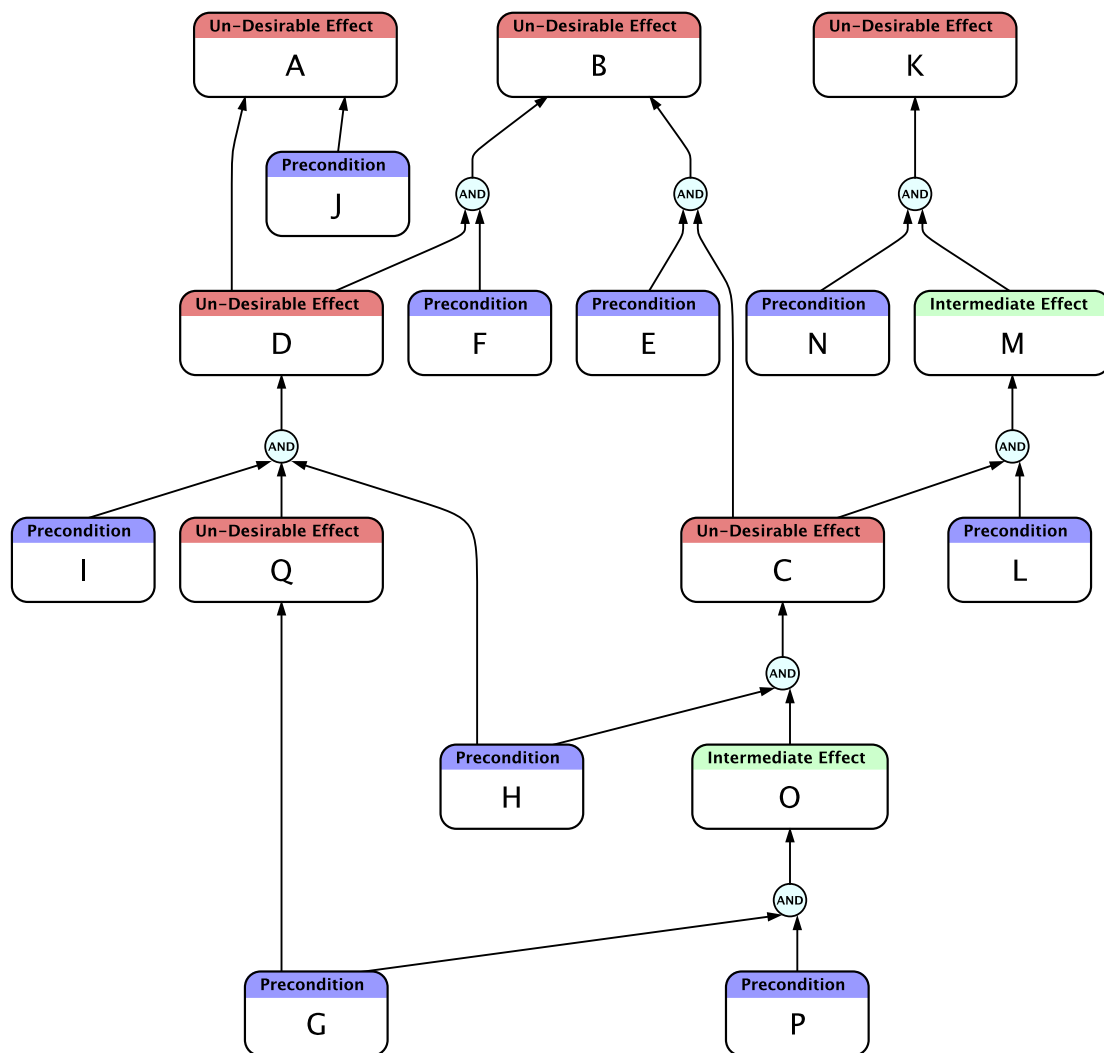 Un-Desirable Effect
A
Un-Desirable Effect
B
Un-Desirable Effect
K
Precondition
J
AND
AND
AND
Un-Desirable Effect
D
Precondition
F
Precondition
E
Precondition
N
Intermediate Effect
M
AND
AND
Precondition
I
Un-Desirable Effect
Q
Un-Desirable Effect
C
Precondition
L
AND
Precondition
H
Intermediate Effect
O
AND
Precondition
G
Precondition
P